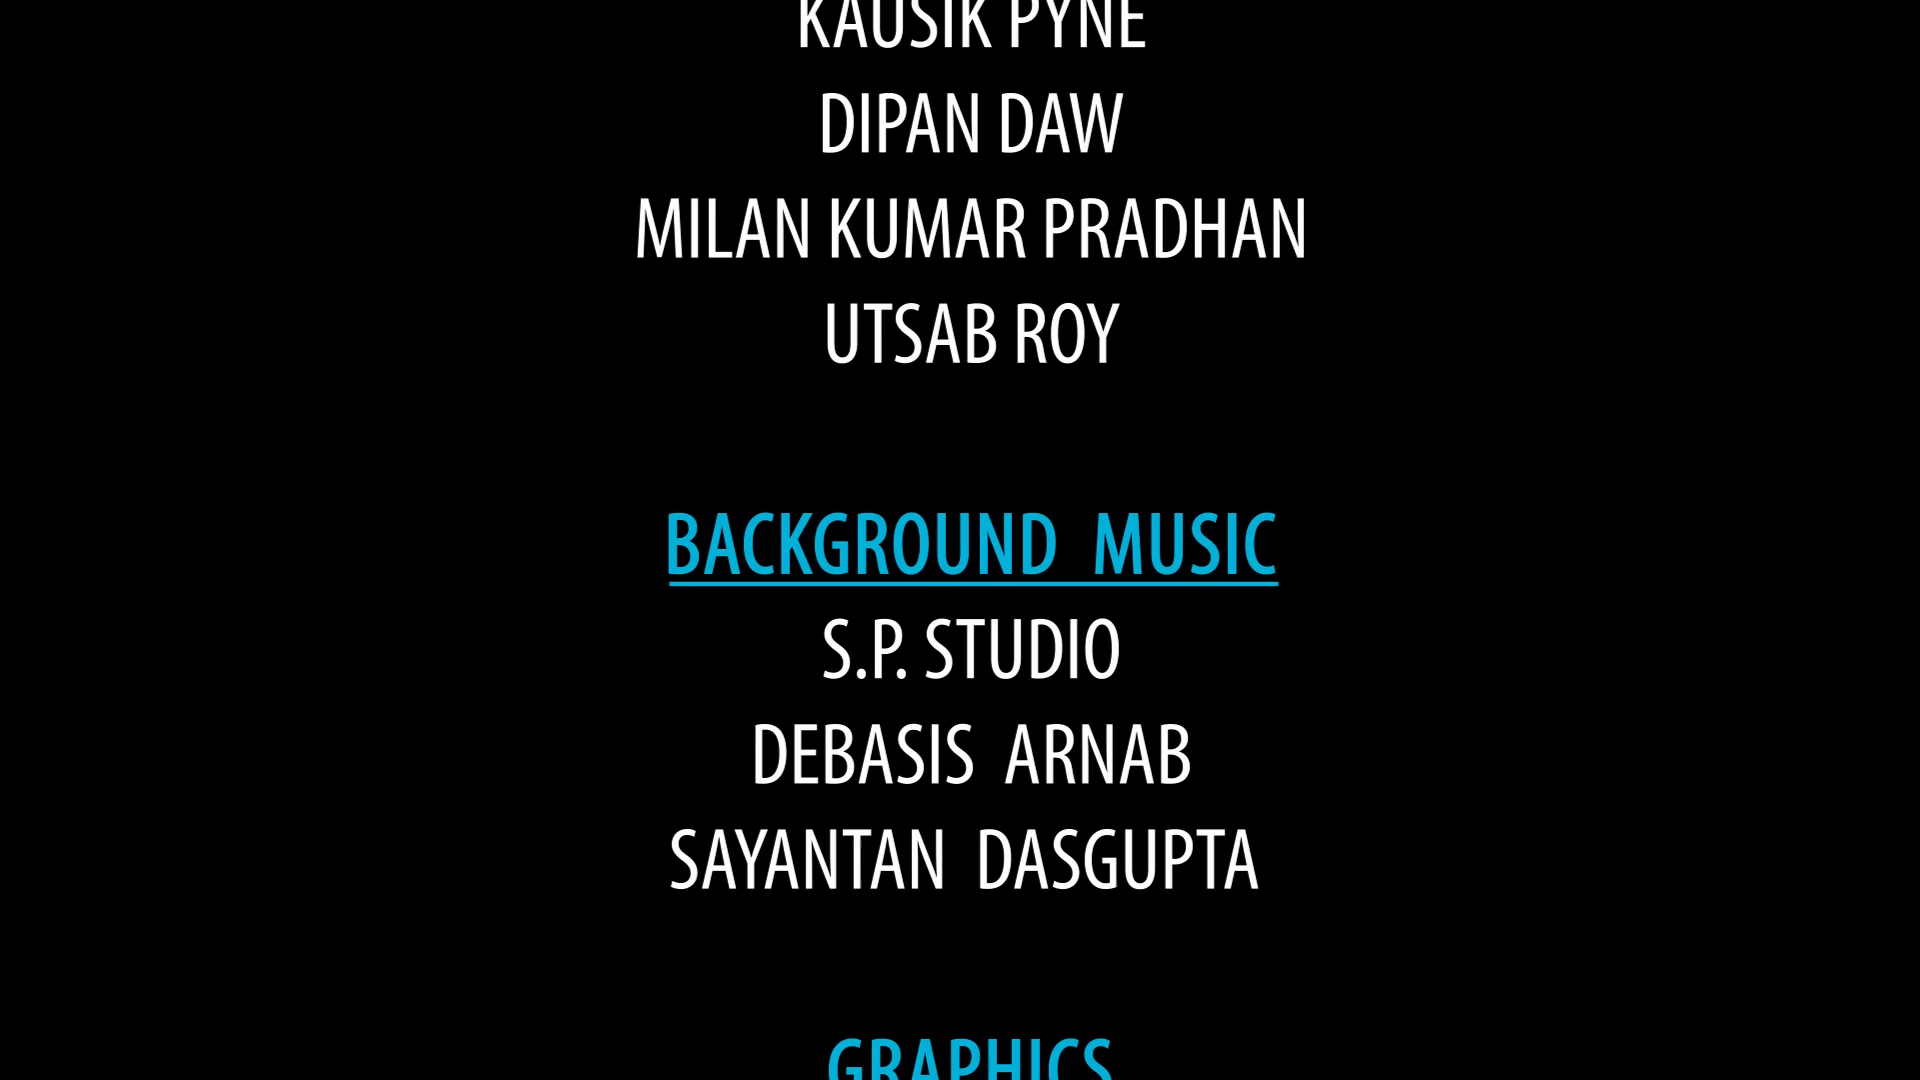 KAUSIK PYNE
DIPAN DAW
MILAN KUMAR PRADHAN
UTSAB ROY
BACKGROUND MUSIC
S.P. STUDIO
DEBASIS ARNAB
SAYANTAN DASGUPTA
GRAPHICS